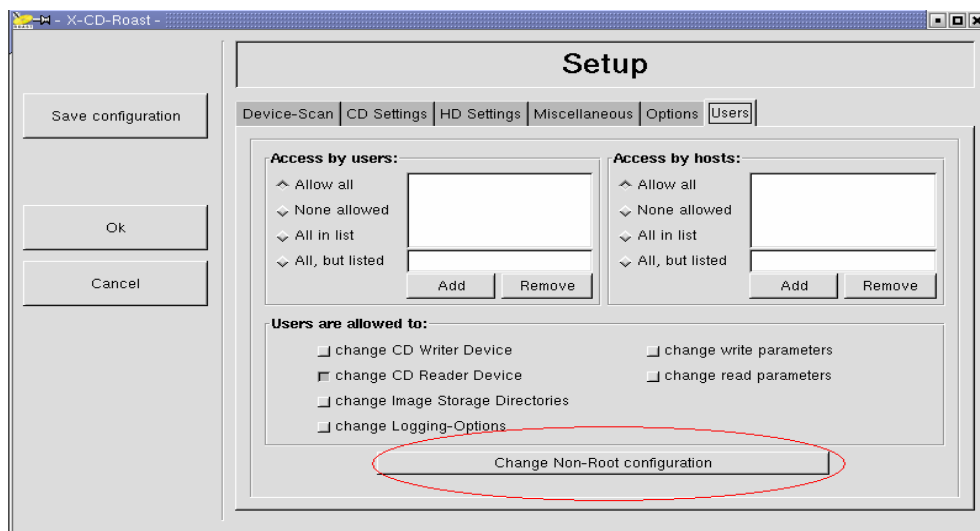 - X-CD-Roast -
Setup
Save configuration
Ok
Cancel
Device-Scan CD Settings HD Settings Miscellaneous Options Users
Access by users:
Allow all
None allowed
All in list
All, but listed
Add Remove
Access by hosts:
Allow all
None allowed
All in list
All, but listed
Add Remove
Users are allowed to:
change CD Writer Device
change CD Reader Device
change Image Storage Directories
change Logging-Options
change write parameters
change read parameters
Change Non-Root configuration